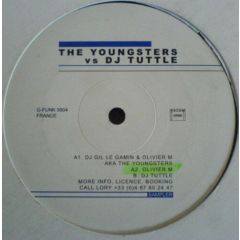 THE YOUNGSTERS
vs DJ TUTTLE
G-FUNK 3904
FRANCE
A1. DJ GIL LE GAMIN & OLIVIER M
AKA THE YOUNGSTERS
A2. OLIVIER M
B. DJ TUTTLE
MORE INFO, LICENCE, BOOKING
CALL LORY +33 (0)4 67 60 24 47
SAMPLER